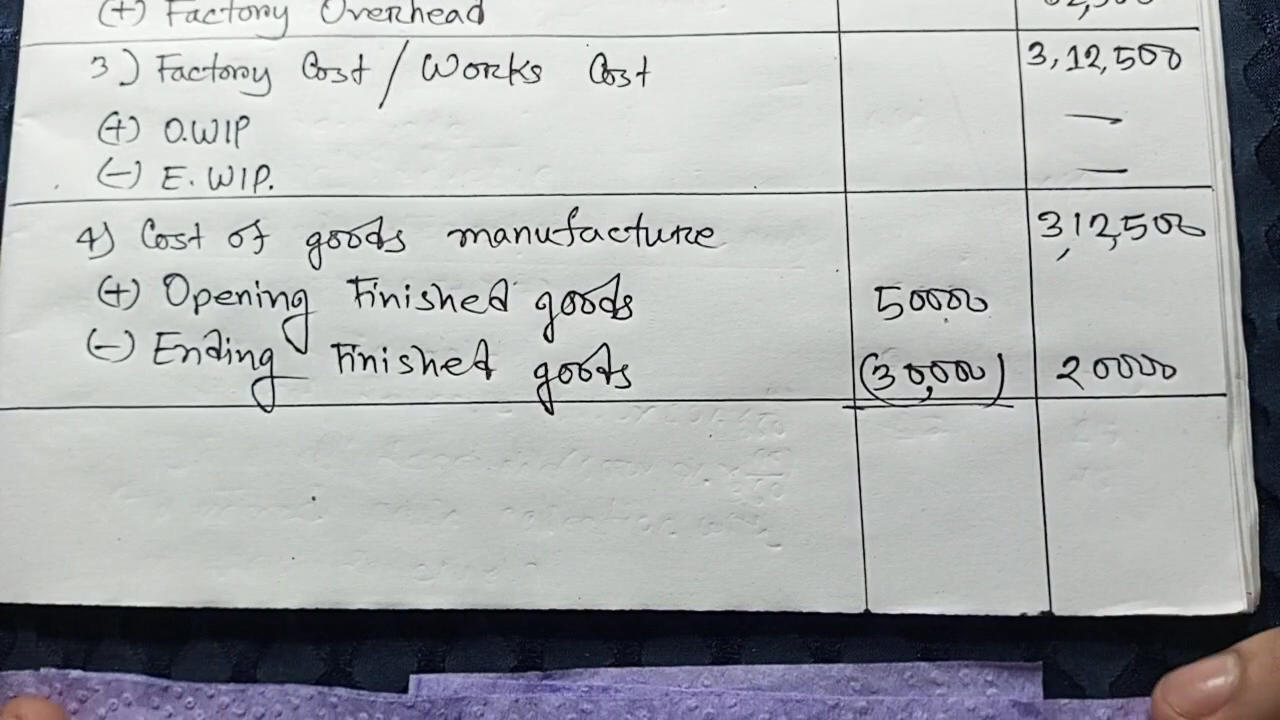 (+) Factory Overhead
3) Factory Cost / Works Cost 3,12,500
(+) O.WIP —
(-) E. WIP. —
4) Cost of goods manufacture 3,12,500
(+) Opening Finished goods 50000
(-) Ending Finished goods (30,000) 20000